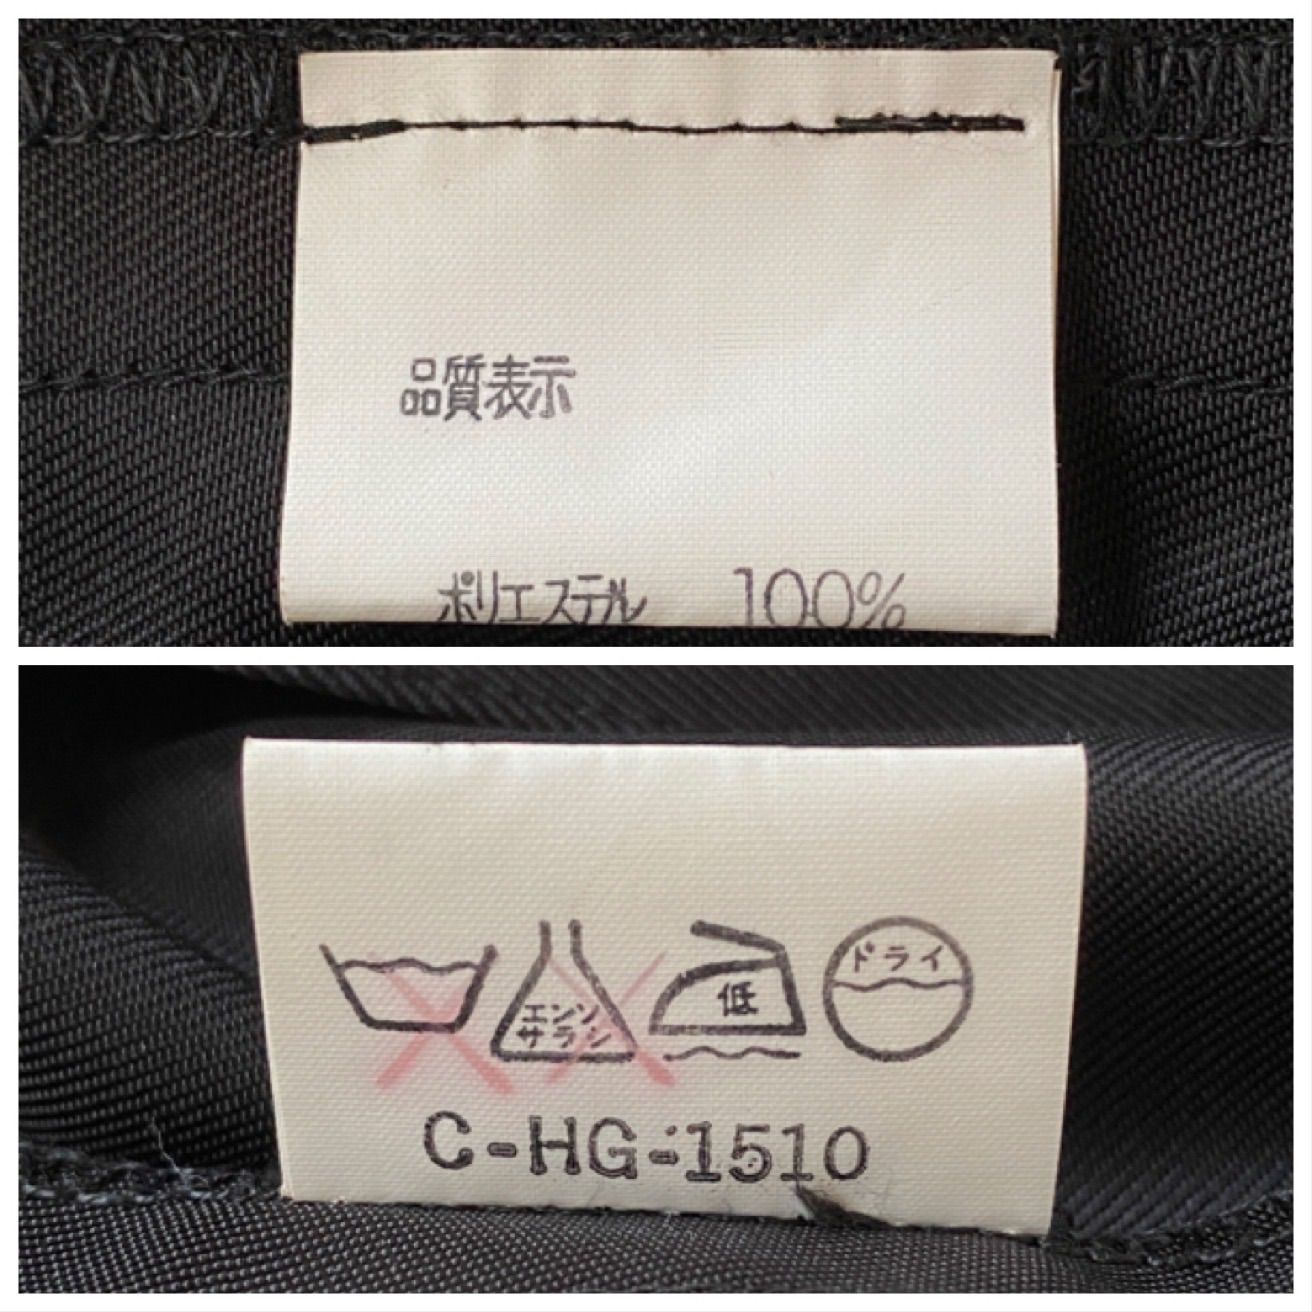 品質表示
ポリエステル 100%
エンソ
サラシ
低
ドライ
C-HG-1510